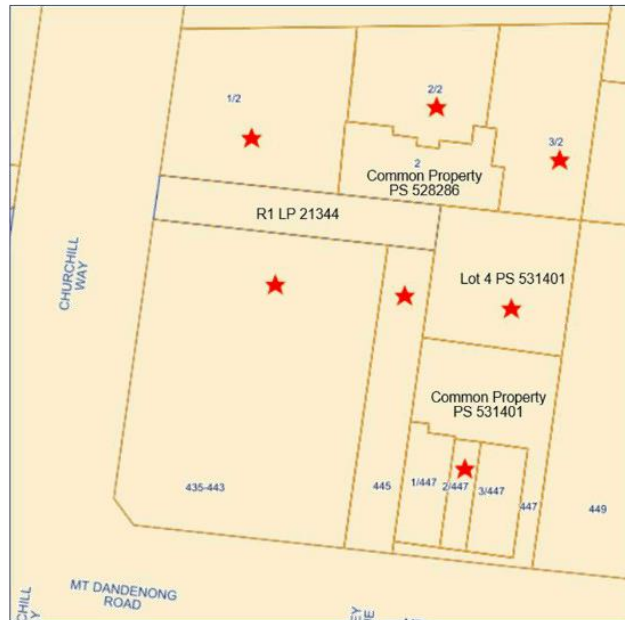 1/2
2/2
3/2
2
Common Property
PS 528286
R1 LP 21344
CHURCHILL
WAY
Lot 4 PS 531401
Common Property
PS 531401
435-443
445
1/447
2/447
3/447
447
449
MT DANDENONG
ROAD